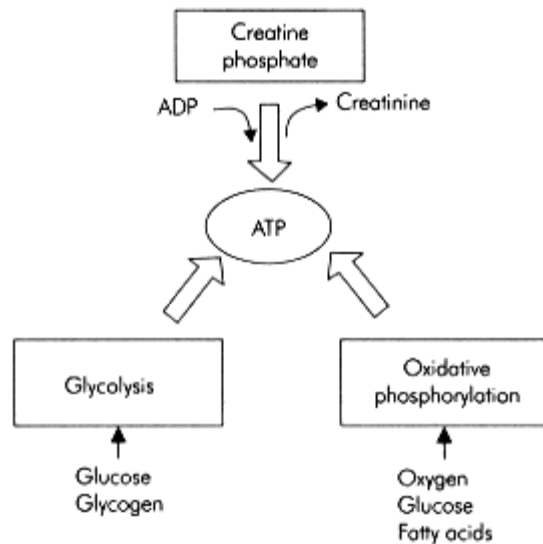 Creatine
phosphate
ADP
Creatinine
ATP
Glycolysis
Oxidative
phosphorylation
Glucose
Glycogen
Oxygen
Glucose
Fatty acids